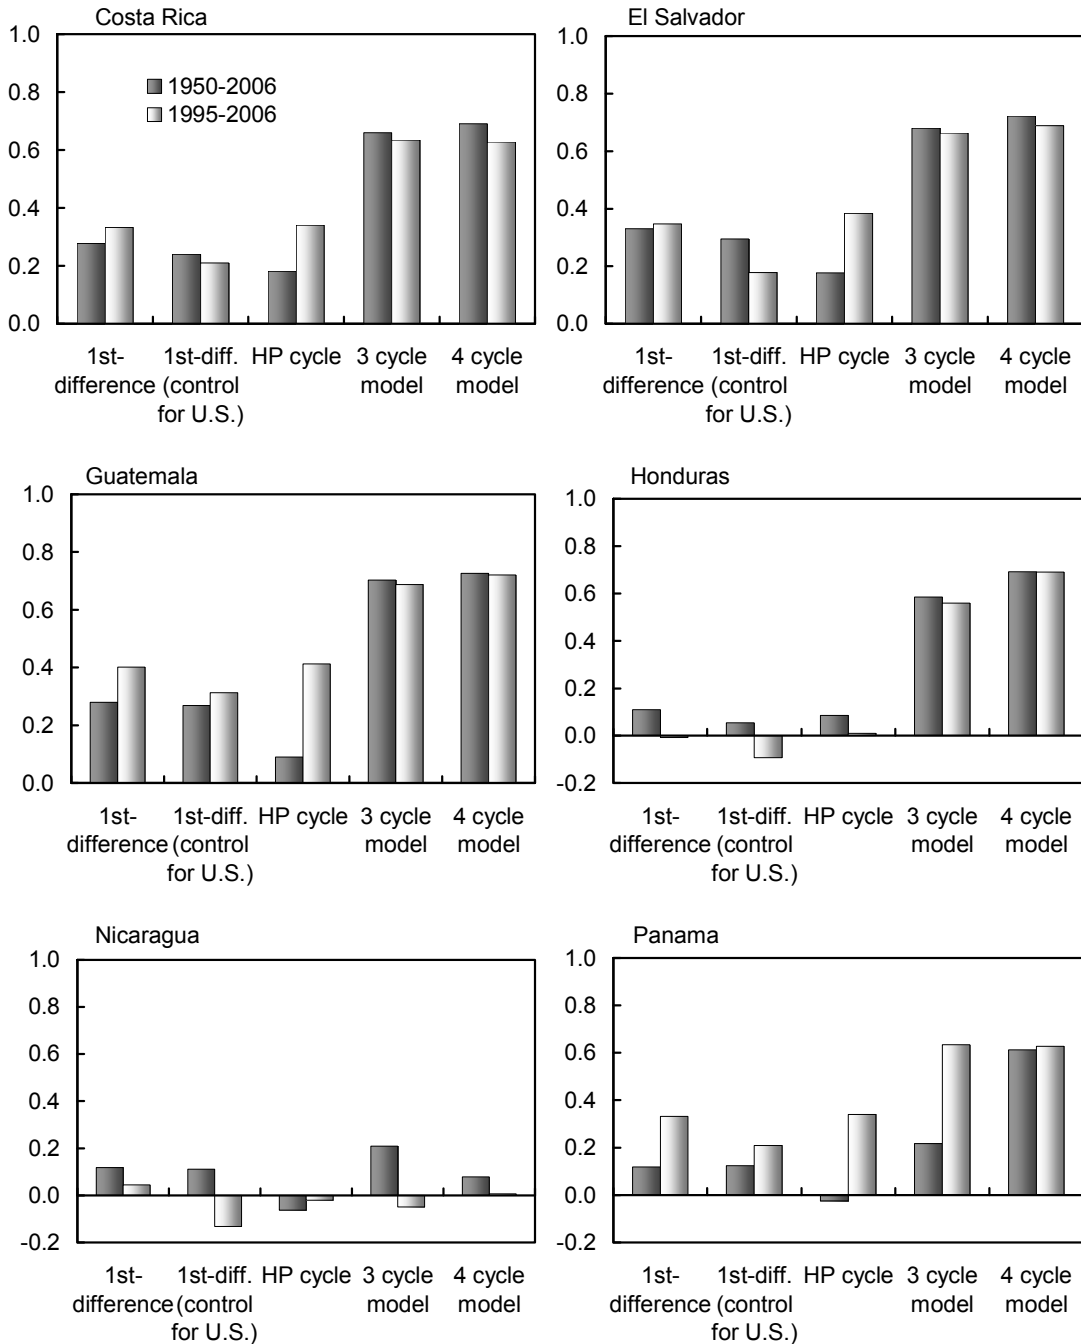 Costa Rica
1.0
0.8
0.6
0.4
0.2
0.0
1950-2006
1995-2006
1st-
difference
1st-diff.
(control
for U.S.)
HP cycle
3 cycle
model
4 cycle
model
El Salvador
1.0
0.8
0.6
0.4
0.2
0.0
1st-
difference
1st-diff.
(control
for U.S.)
HP cycle
3 cycle
model
4 cycle
model
Guatemala
1.0
0.8
0.6
0.4
0.2
0.0
1st-
difference
1st-diff.
(control
for U.S.)
HP cycle
3 cycle
model
4 cycle
model
Honduras
1.0
0.8
0.6
0.4
0.2
0.0
-0.2
1st-
difference
1st-diff.
(control
for U.S.)
HP cycle
3 cycle
model
4 cycle
model
Nicaragua
1.0
0.8
0.6
0.4
0.2
0.0
-0.2
1st-
difference
1st-diff.
(control
for U.S.)
HP cycle
3 cycle
model
4 cycle
model
Panama
1.0
0.8
0.6
0.4
0.2
0.0
-0.2
1st-
difference
1st-diff.
(control
for U.S.)
HP cycle
3 cycle
model
4 cycle
model